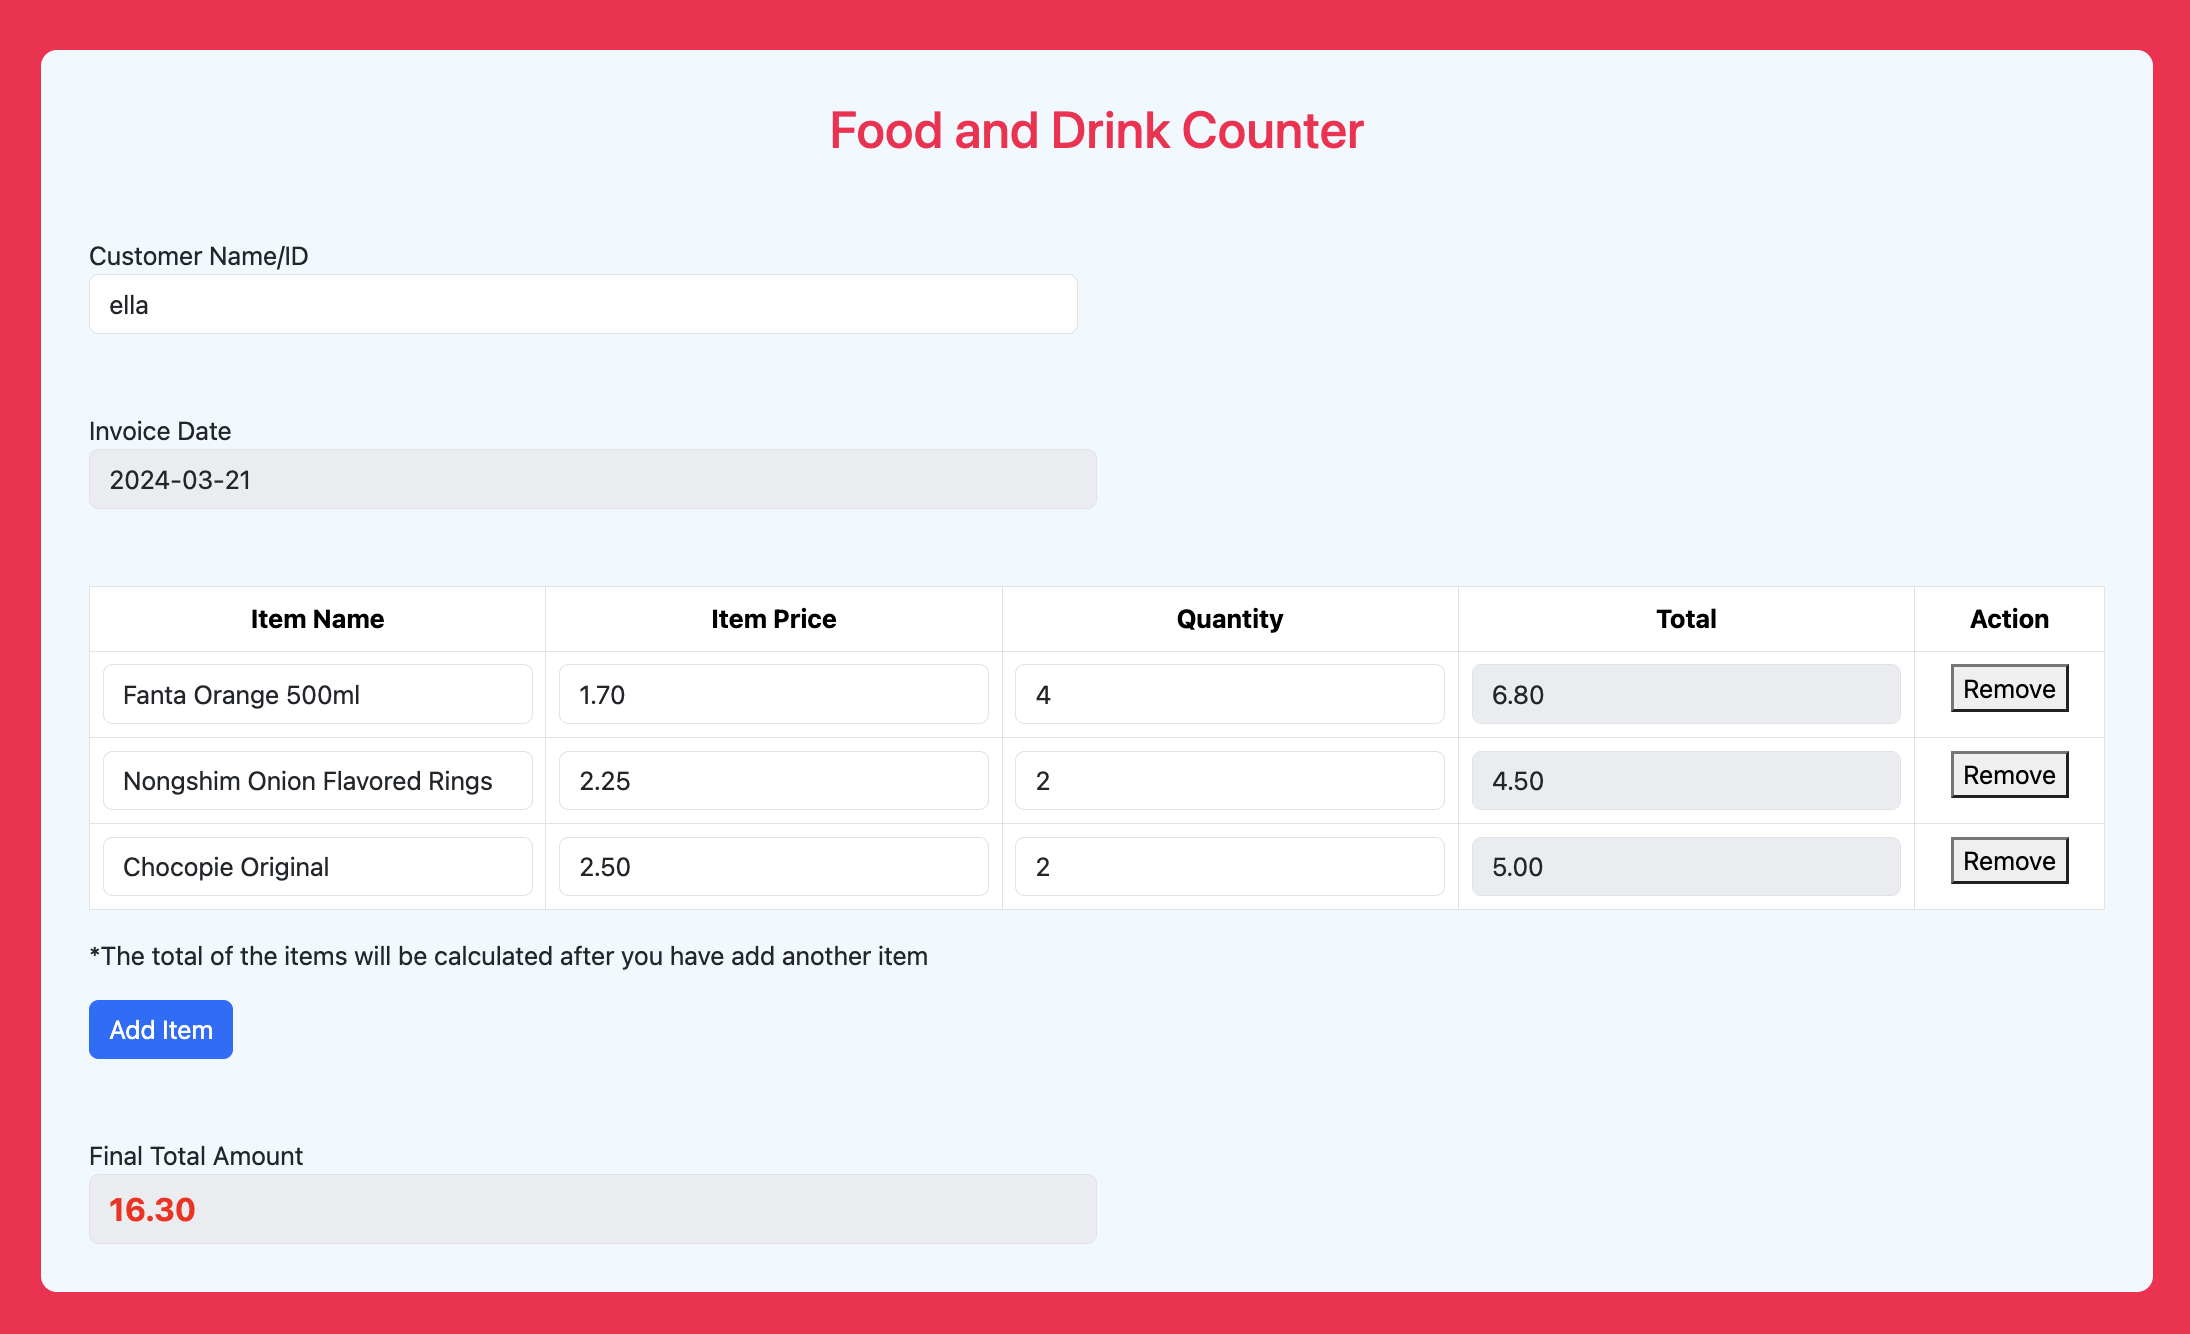 Food and Drink Counter
Customer Name/ID
ella
Invoice Date
2024-03-21
Item Name Item Price Quantity Total Action
Fanta Orange 500ml 1.70 4 6.80 Remove
Nongshim Onion Flavored Rings 2.25 2 4.50 Remove
Chocopie Original 2.50 2 5.00 Remove
*The total of the items will be calculated after you have add another item
Add Item
Final Total Amount
16.30